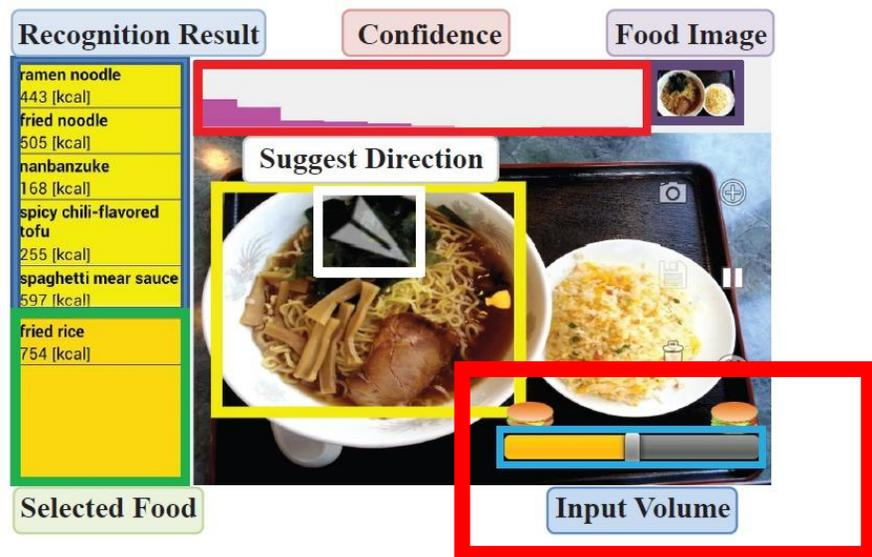 Recognition Result
Confidence
Food Image
ramen noodle
443 [kcal]
fried noodle
505 [kcal]
nanbanzuke
168 [kcal]
spicy chili-flavored
tofu
255 [kcal]
spaghetti mear sauce
597 [kcal]
fried rice
754 [kcal]
Suggest Direction
Selected Food
Input Volume